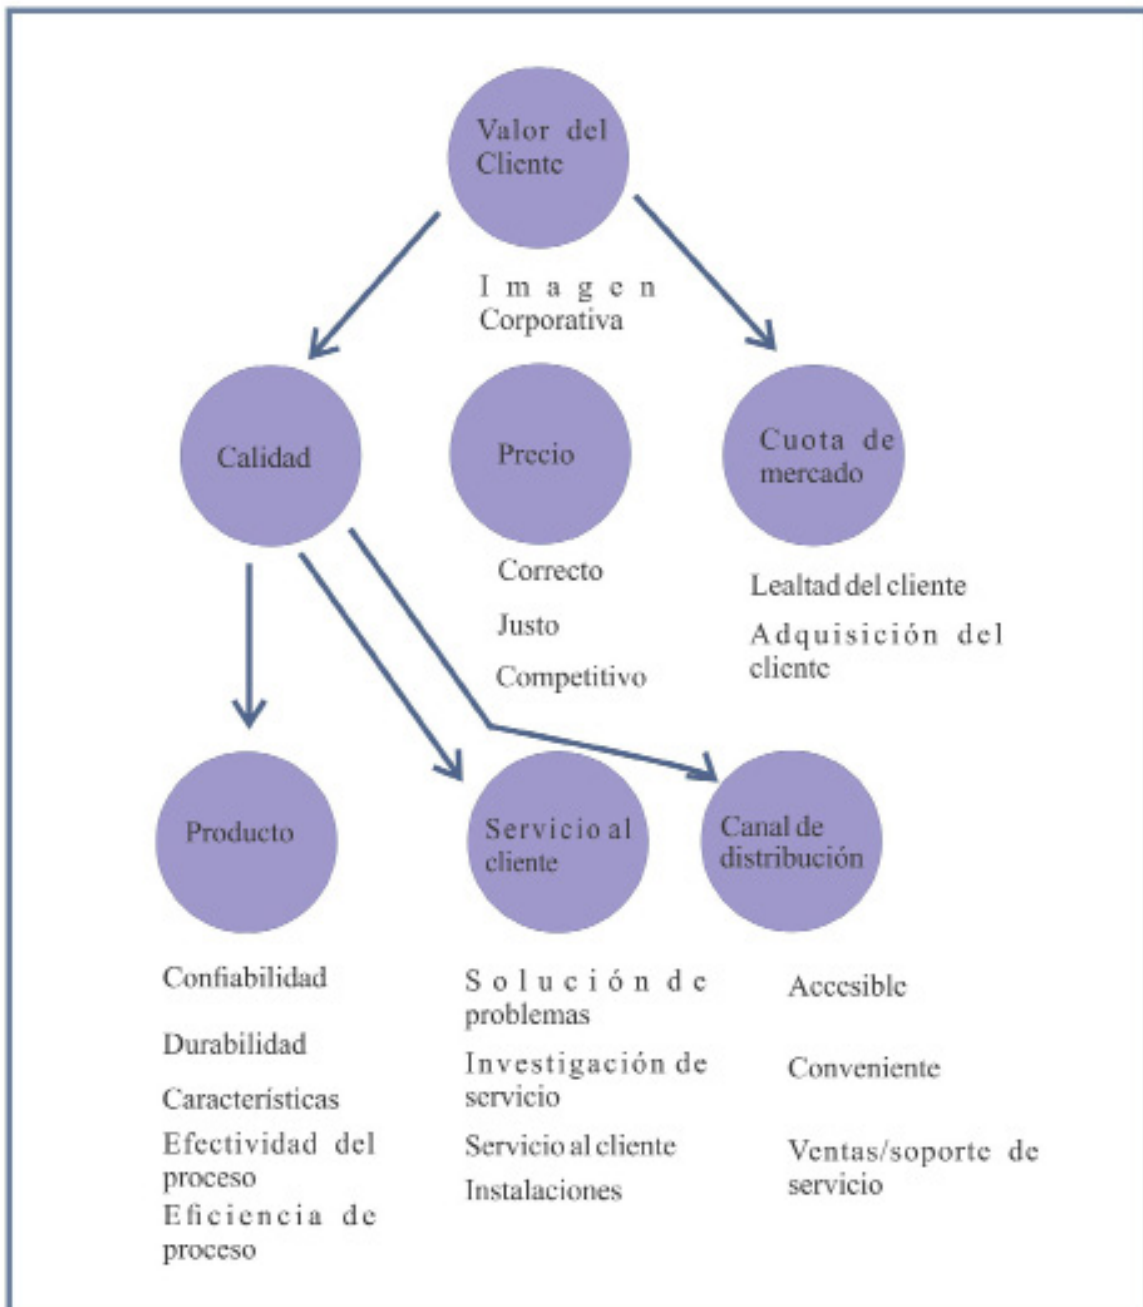 Valor del
Cliente
Imagen
Corporativa
Calidad
Precio
Cuota de
mercado
Correcto
Justo
Competitivo
Lealtad del cliente
Adquisición del
cliente
Producto
Servicio al
cliente
Canal de
distribución
Confiabilidad
Durabilidad
Características
Efectividad del
proceso
Eficiencia de
proceso
Solución de
problemas
Investigación de
servicio
Servicio al cliente
Instalaciones
Accesible
Conveniente
Ventas/soporte de
servicio